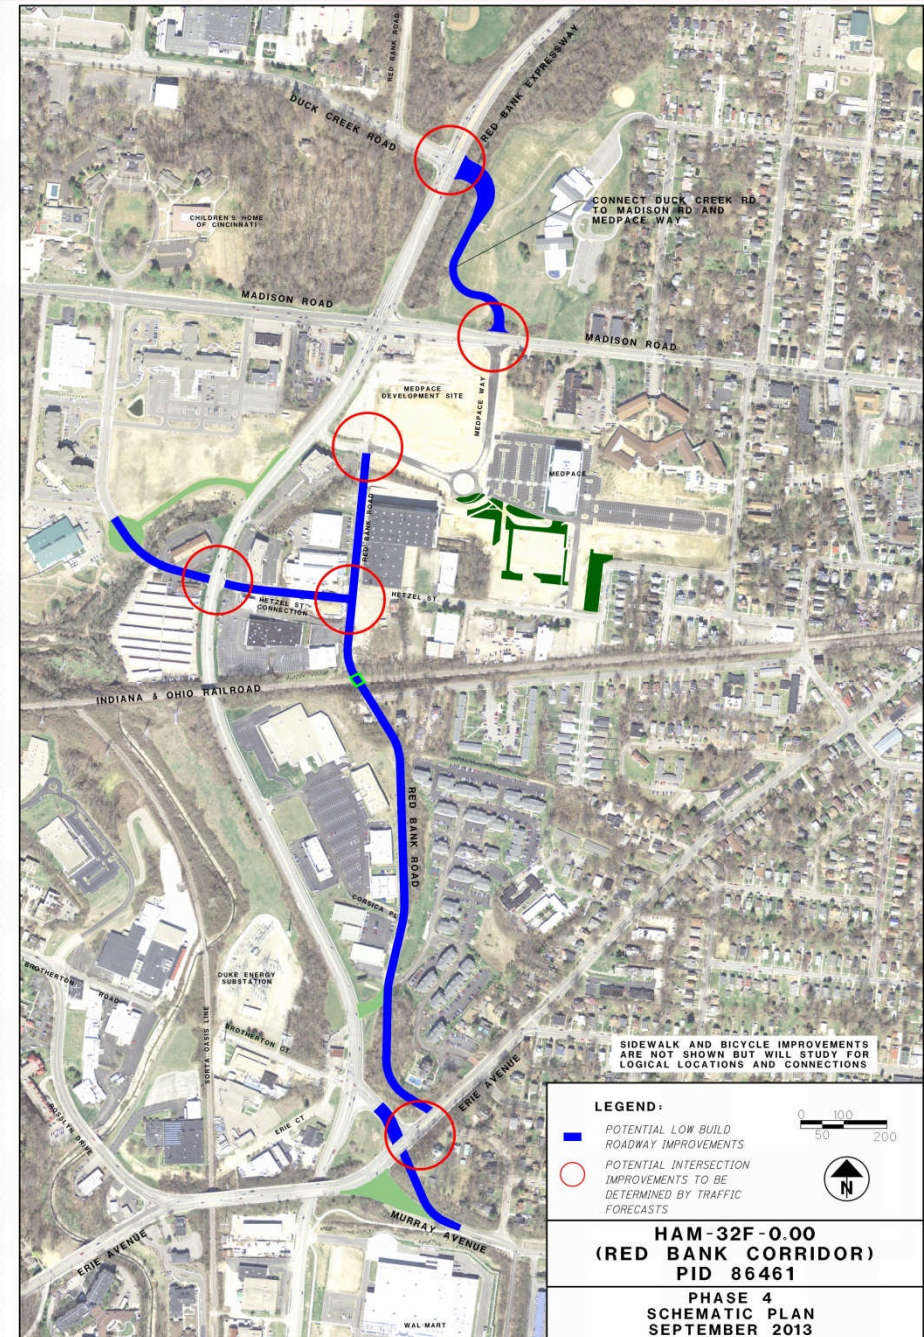 RED BANK ROAD
RED BANK EXPRESSWAY
DUCK CREEK ROAD
CONNECT DUCK CREEK RD
TO MADISON RD AND
MEDPACE WAY
CHILDREN'S HOME
OF CINCINNATI
MADISON ROAD
MADISON ROAD
MEDPACE
DEVELOPMENT SITE
MEDPACE WAY
MEDPACE
RED BANK ROAD
HETZEL ST
CONNECTION
HETZEL ST
INDIANA & OHIO RAILROAD
RED BANK ROAD
CORSICA PL
DUKE ENERGY
SUBSTATION
BROTHERTON ROAD
SORTA OASIS LINE
BROTHERTON CT
ERIE CT
ROSSLYN DRIVE
ERIE AVENUE
ERIE AVENUE
MURRAY AVENUE
WAL-MART
SIDEWALK AND BICYCLE IMPROVEMENTS
ARE NOT SHOWN BUT WILL STUDY FOR
LOGICAL LOCATIONS AND CONNECTIONS
LEGEND:
POTENTIAL LOW BUILD
ROADWAY IMPROVEMENTS
POTENTIAL INTERSECTION
IMPROVEMENTS TO BE
DETERMINED BY TRAFFIC
FORECASTS
0 100
50 200
N
HAM-32F-0.00
(RED BANK CORRIDOR)
PID 86461
PHASE 4
SCHEMATIC PLAN
SEPTEMBER 2013